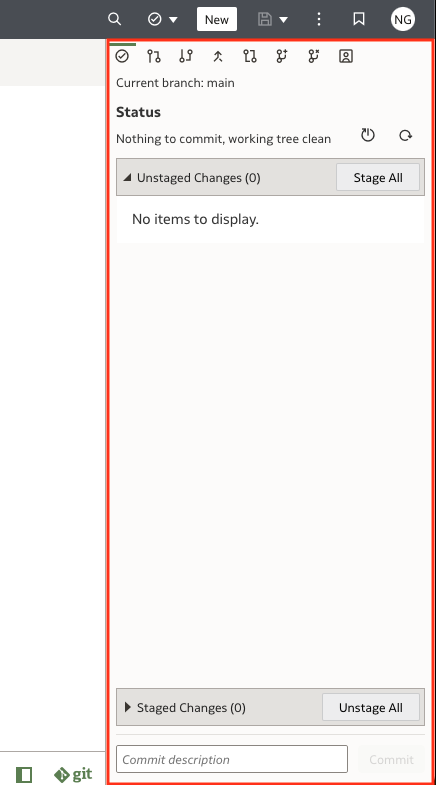 New
NG
Current branch: main
Status
Nothing to commit, working tree clean
Unstaged Changes (0)
Stage All
No items to display.
Staged Changes (0)
Unstage All
Commit description
Commit
git